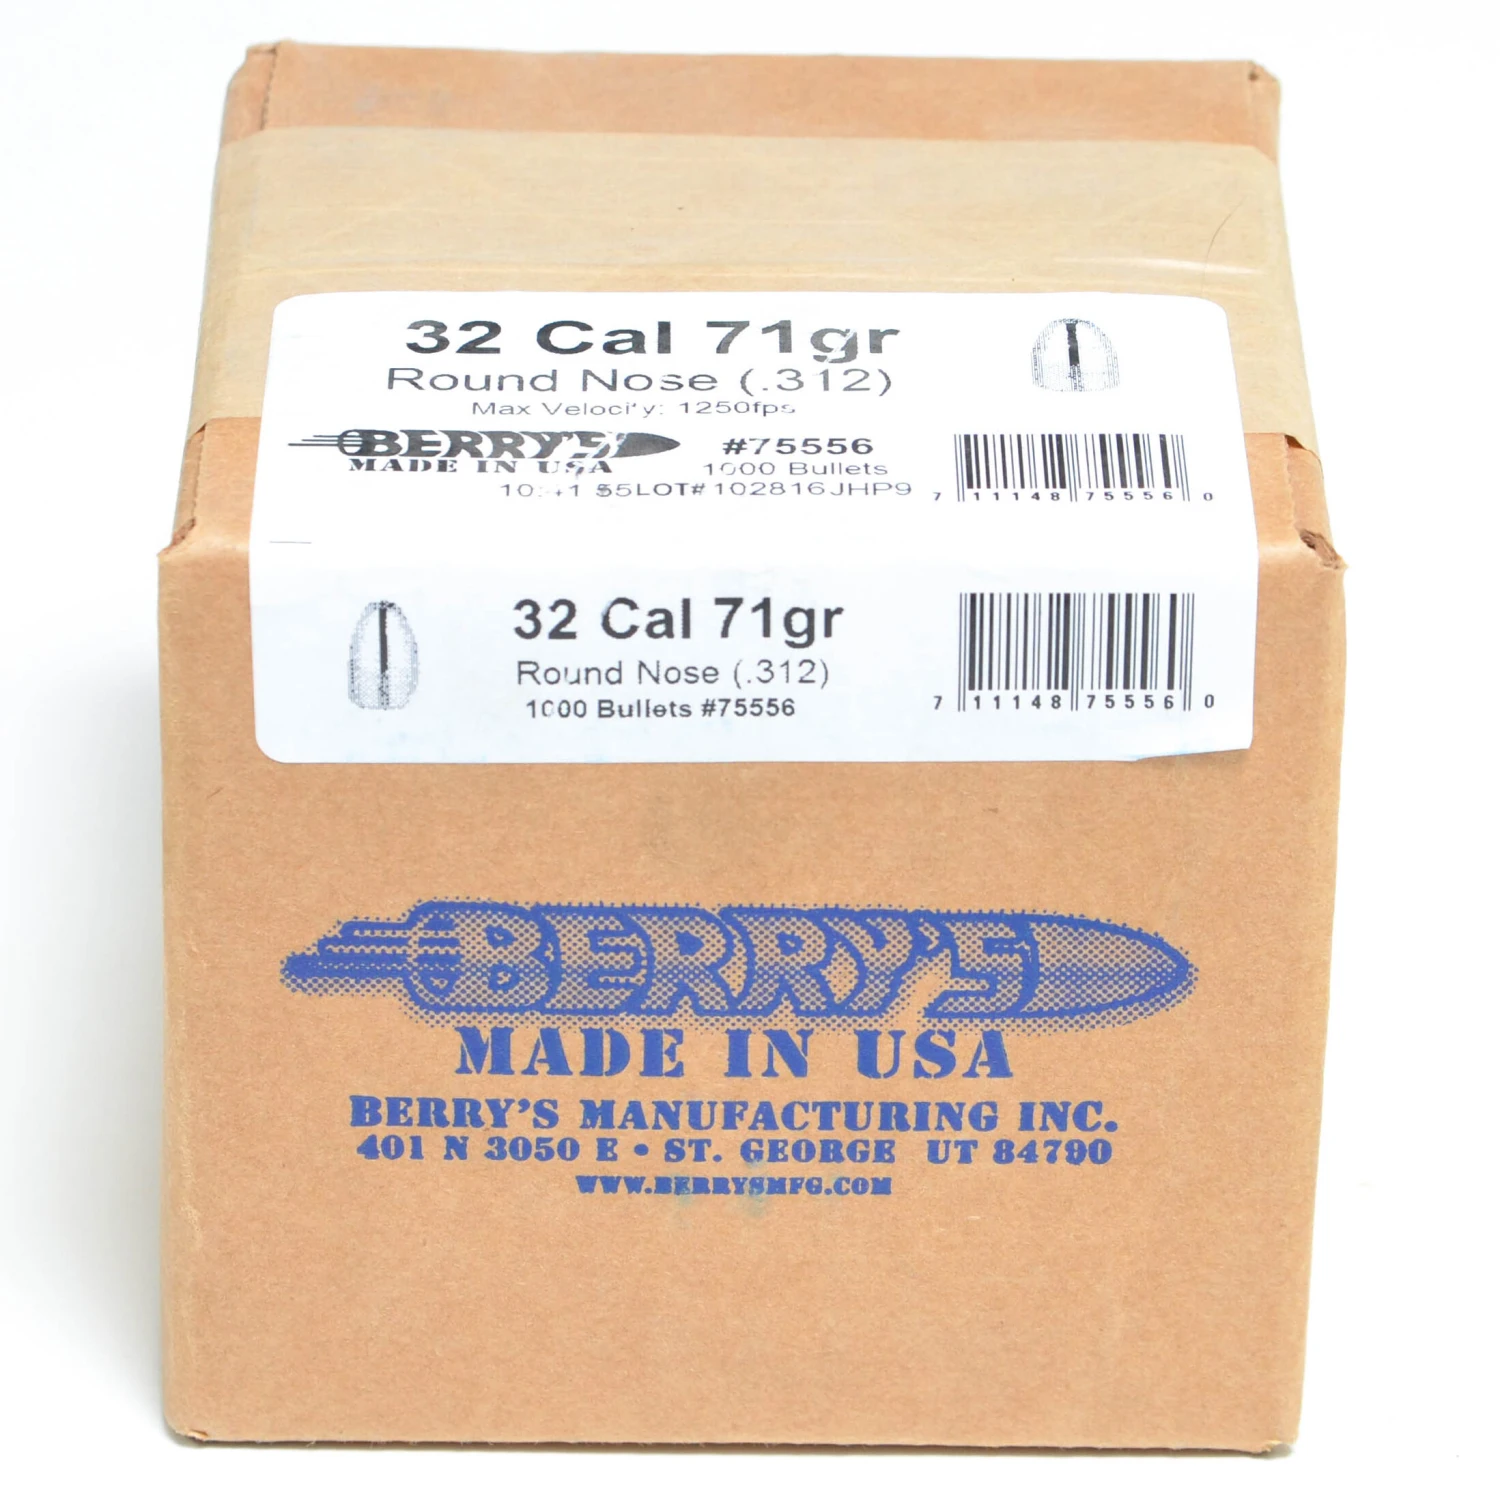 32 Cal 71gr
Round Nose (.312)
Max Velocity: 1250fps
BERRY'S
MADE IN USA
#75556
1000 Bullets
LOT#102816JHP9
7 11148 75556 0
32 Cal 71gr
Round Nose (.312)
1000 Bullets #75556
7 11148 75556 0
BERRY'S
MADE IN USA
BERRY'S MANUFACTURING INC.
401 N 3050 E • ST. GEORGE UT 84790
WWW.BERRYSMFG.COM